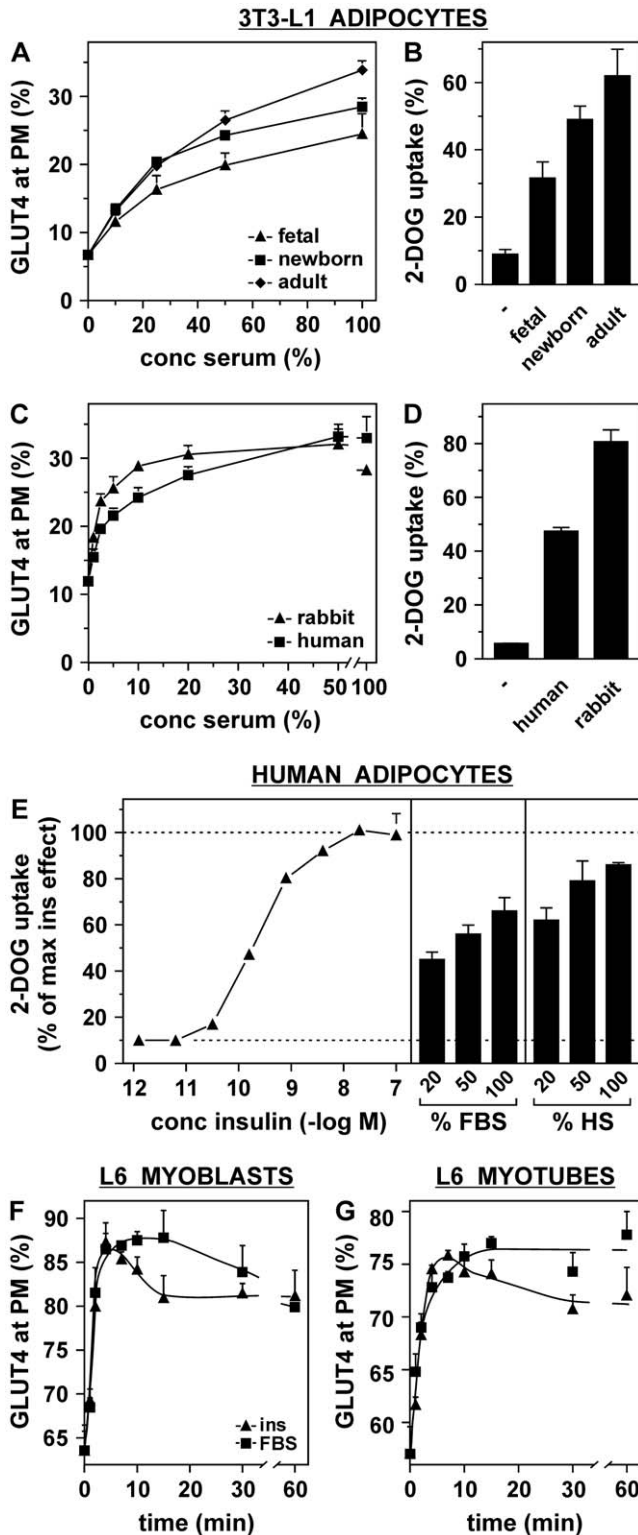 3T3-L1 ADIPOCYTES
A
GLUT4 at PM (%)
30
20
10
0
fetal
newborn
adult
0 20 40 60 80 100
conc serum (%)
B
2-DOG uptake (%)
60
40
20
0
- fetal newborn adult
C
GLUT4 at PM (%)
30
20
10
0
rabbit
human
0 10 20 30 40 50 100
conc serum (%)
D
2-DOG uptake (%)
80
60
40
20
0
- human rabbit
HUMAN ADIPOCYTES
E
2-DOG uptake
(% of max ins effect)
100
80
60
40
20
0
12 11 10 9 8 7
conc insulin (-log M)
20 50 100
% FBS
20 50 100
% HS
L6 MYOBLASTS
F
GLUT4 at PM (%)
90
85
80
75
70
65
ins
FBS
0 10 20 30 60
time (min)
L6 MYOTUBES
G
GLUT4 at PM (%)
80
75
70
65
60
0 10 20 30 60
time (min)